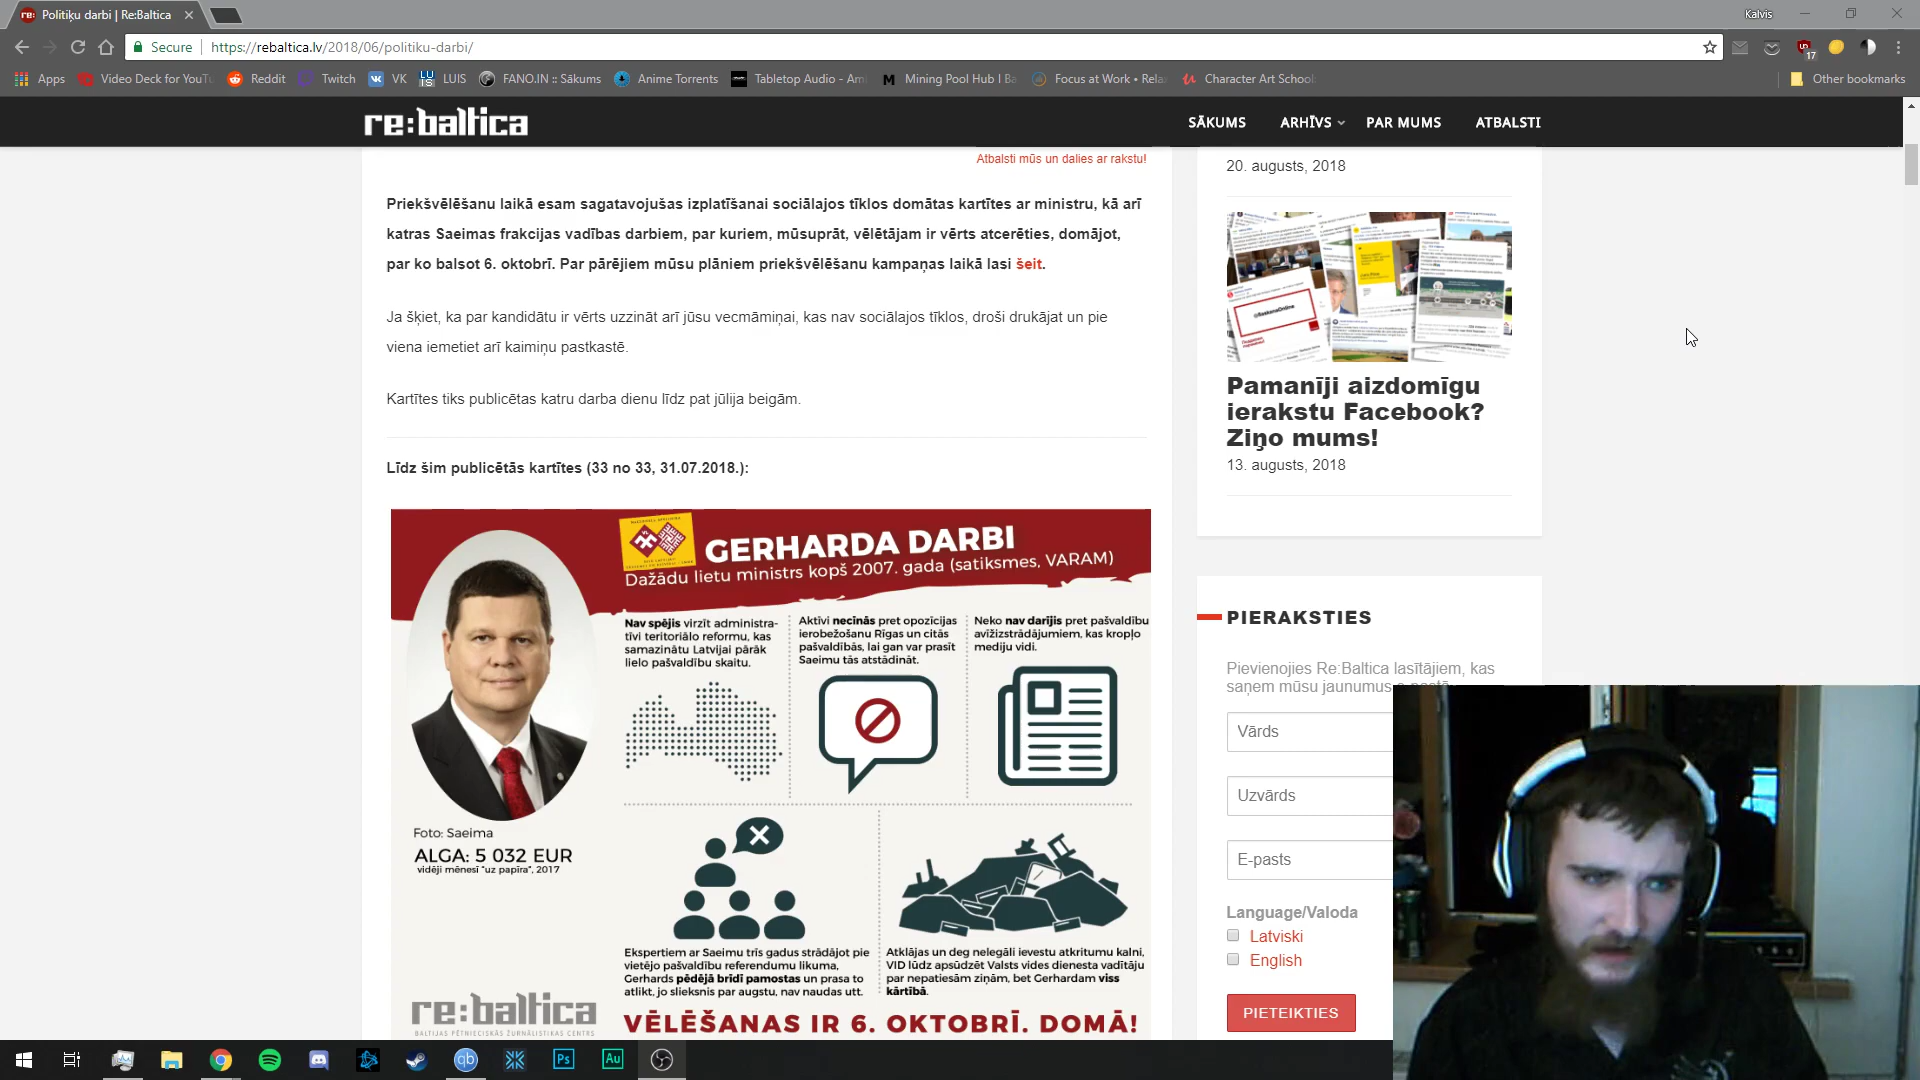 Politiķu darbi | Re:Baltica
Kalvis
Secure
https://rebaltica.lv/2018/06/politiku-darbi/
17
Apps
Video Deck for YouTu
Reddit
Twitch
VK
LUIS
FANO.IN :: Sākums
Anime Torrents
Tabletop Audio - Am
Mining Pool Hub | Ba
Focus at Work • Rela
Character Art School
Other bookmarks
re:baltica
SĀKUMS
ARHĪVS
PAR MUMS
ATBALSTI
Atbalsti mūs un dalies ar rakstu!
Priekšvēlēšanu laikā esam sagatavojušas izplatīšanai sociālajos tīklos domātas kartītes ar ministru, kā arī
katras Saeimas frakcijas vadības darbiem, par kuriem, mūsuprāt, vēlētājam ir vērts atcerēties, domājot,
par ko balsot 6. oktobrī. Par pārējiem mūsu plāniem priekšvēlēšanu kampaņas laikā lasi šeit.
Ja šķiet, ka par kandidātu ir vērts uzzināt arī jūsu vecmāmiņai, kas nav sociālajos tīklos, droši drukājat un pie
viena iemetiet arī kaimiņu pastkastē.
Kartītes tiks publicētas katru darba dienu līdz pat jūlija beigām.
Līdz šim publicētās kartītes (33 no 33, 31.07.2018.):
GERHARDA DARBI
Dažādu lietu ministrs kopš 2007. gada (satiksmes, VARAM)
Nav spējis virzīt administra-
tīvi teritoriālo reformu, kas
samazinātu Latvijai pārāk
lielo pašvaldību skaitu.
Aktīvi necīnās pret opozīcijas
ierobežošanu Rīgas un citās
pašvaldībās, lai gan var prasīt
Saeimu tās atstādināt.
Neko nav darījis pret pašvaldību
avīžizstrādājumiem, kas kropļo
mediju vidi.
Foto: Saeima
ALGA: 5 032 EUR
vidēji mēnesī "uz papīra", 2017
Ekspertiem ar Saeimu trīs gadus strādājot pie
vietējo pašvaldību referendumu likuma,
Gerhards pēdējā brīdī pamostas un prasa to
atlikt, jo slieksnis par augstu, nav naudas utt.
Atklājas un deg nelegāli ievestu atkritumu kalni,
VID lūdz apsūdzēt Valsts vides dienesta vadītāju
par nepatiesām ziņām, bet Gerhardam viss
kārtībā.
re:baltica
BALTIJAS PĒTNIECISKĀS ŽURNĀLISTIKAS CENTRS
VĒLĒŠANAS IR 6. OKTOBRĪ. DOMĀ!
20. augusts, 2018
Pamanīji aizdomīgu
ierakstu Facebook?
Ziņo mums!
13. augusts, 2018
PIERAKSTIES
Pievienojies Re:Baltica lasītājiem, kas
saņem mūsu jaunumus e-pastā
Vārds
Uzvārds
E-pasts
Language/Valoda
Latviski
English
PIETEIKTIES
qb
Ps
Au